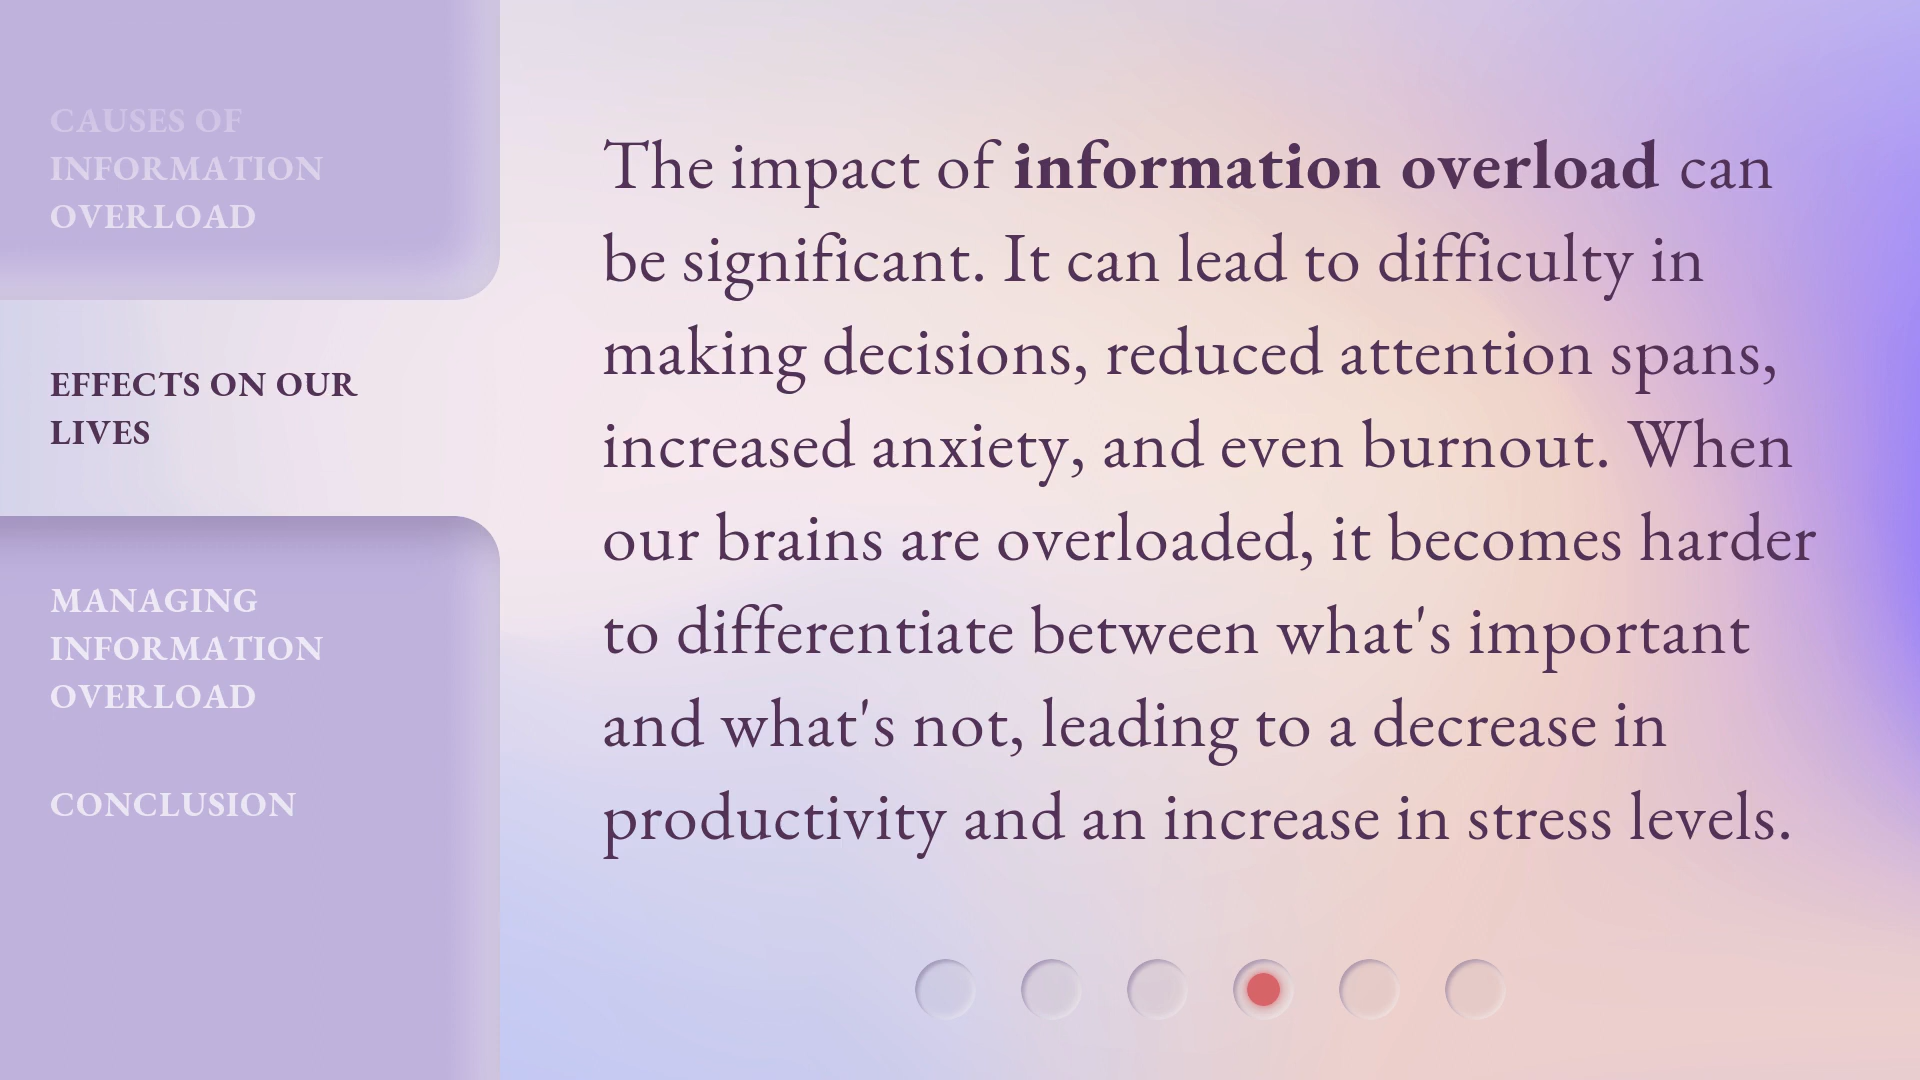 CAUSES OF
INFORMATION
OVERLOAD
EFFECTS ON OUR
LIVES
MANAGING
INFORMATION
OVERLOAD
CONCLUSION
The impact of information overload can
be significant. It can lead to difficulty in
making decisions, reduced attention spans,
increased anxiety, and even burnout. When
our brains are overloaded, it becomes harder
to differentiate between what's important
and what's not, leading to a decrease in
productivity and an increase in stress levels.